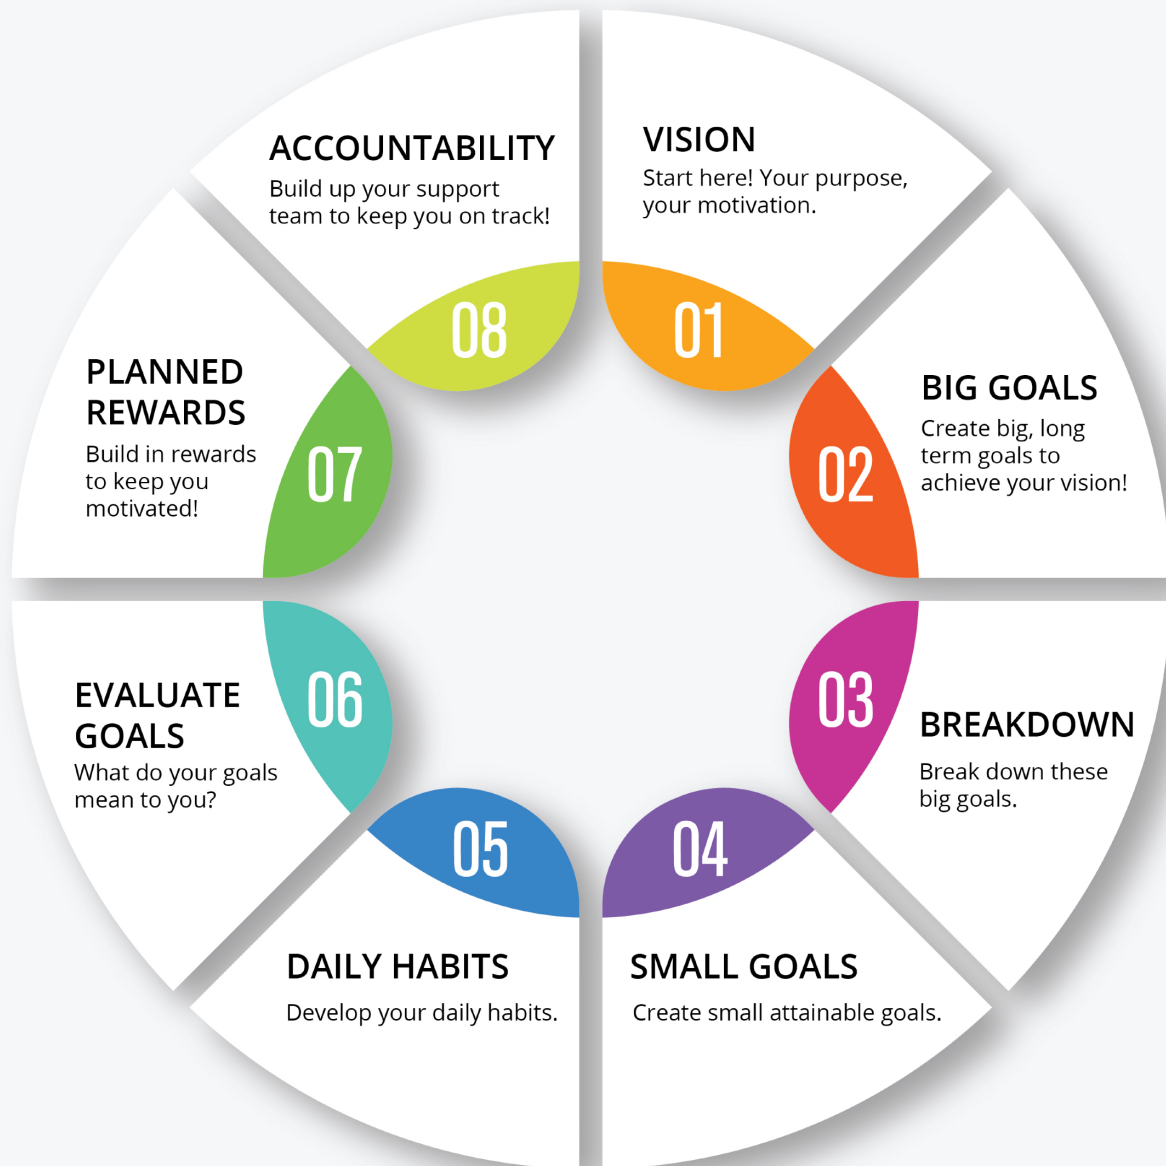 01
VISION
Start here! Your purpose,
your motivation.
02
BIG GOALS
Create big, long
term goals to
achieve your vision!
03
BREAKDOWN
Break down these
big goals.
04
SMALL GOALS
Create small attainable goals.
05
DAILY HABITS
Develop your daily habits.
06
EVALUATE
GOALS
What do your goals
mean to you?
07
PLANNED
REWARDS
Build in rewards
to keep you
motivated!
08
ACCOUNTABILITY
Build up your support
team to keep you on track!